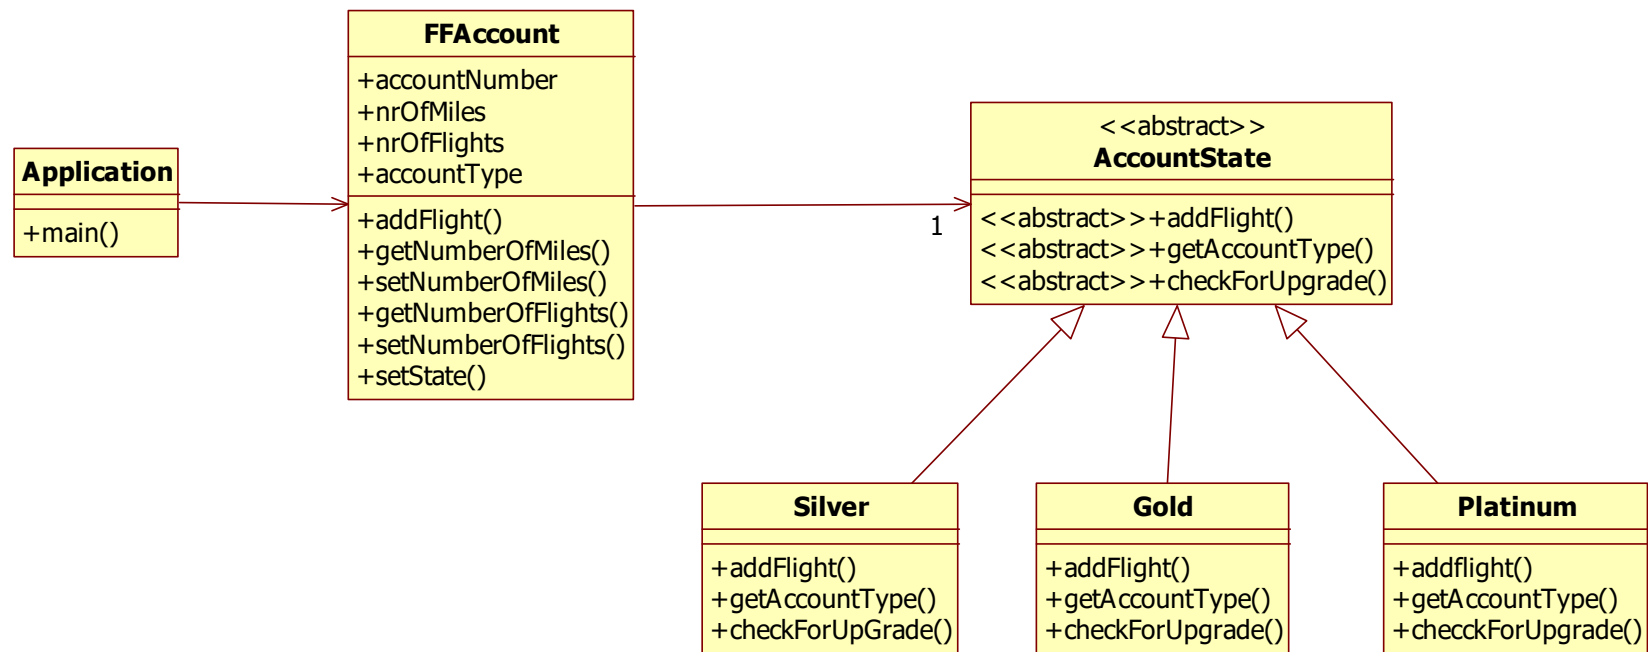 Application
+main()
FFAccount
+accountNumber
+nrOfMiles
+nrOfFlights
+accountType
+addFlight()
+getNumberOfMiles()
+setNumberOfMiles()
+getNumberOfFlights()
+setNumberOfFlights()
+setState()
1
<<abstract>>
AccountState
<<abstract>>+addFlight()
<<abstract>>+getAccountType()
<<abstract>>+checkForUpgrade()
Silver
+addFlight()
+getAccountType()
+checkForUpGrade()
Gold
+addFlight()
+getAccountType()
+checkForUpgrade()
Platinum
+addflight()
+getAccountType()
+checckForUpgrade()